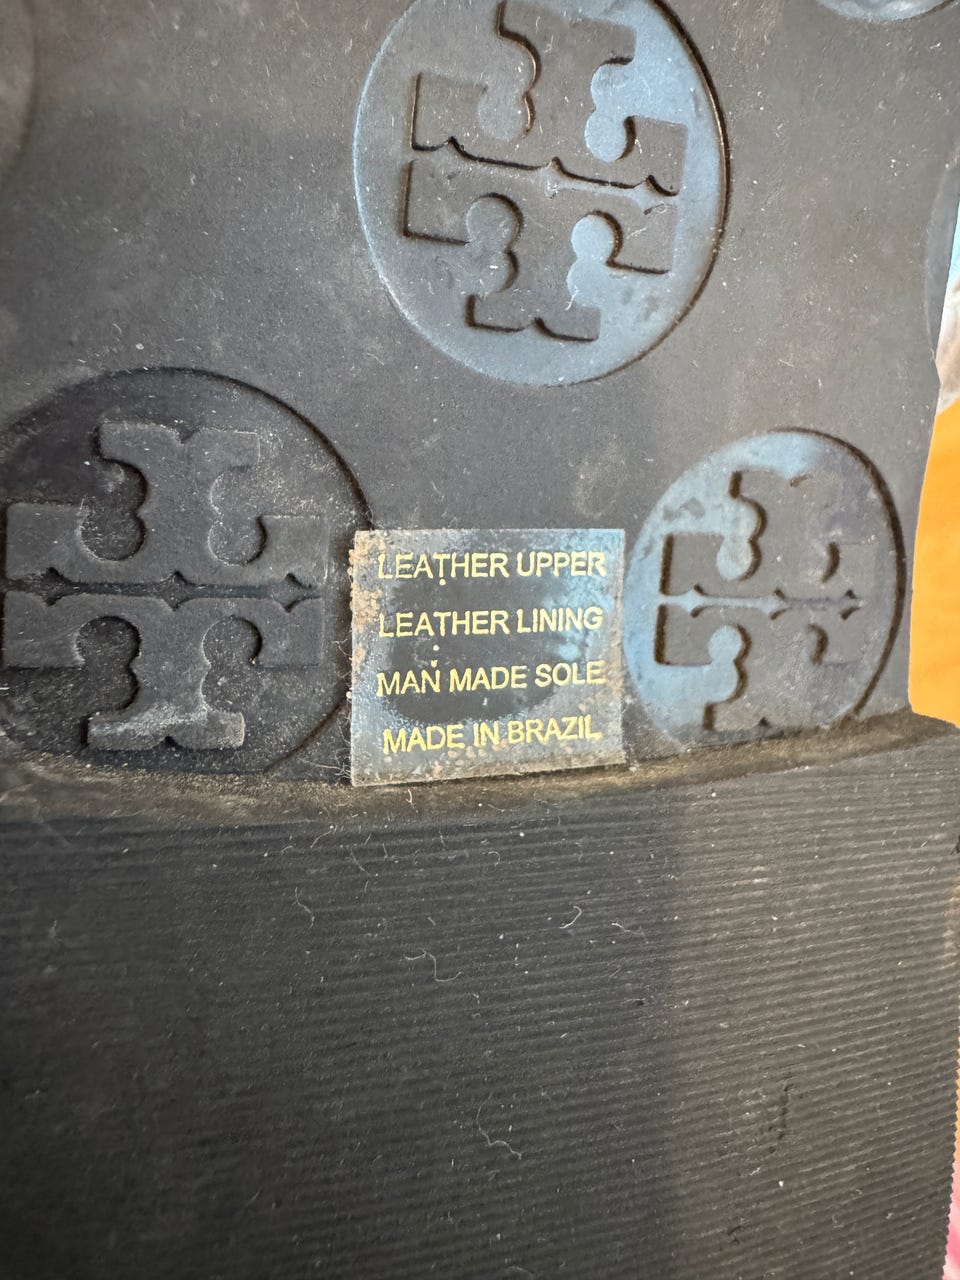 LEATHER UPPER
LEATHER LINING
MAN MADE SOLE
MADE IN BRAZIL